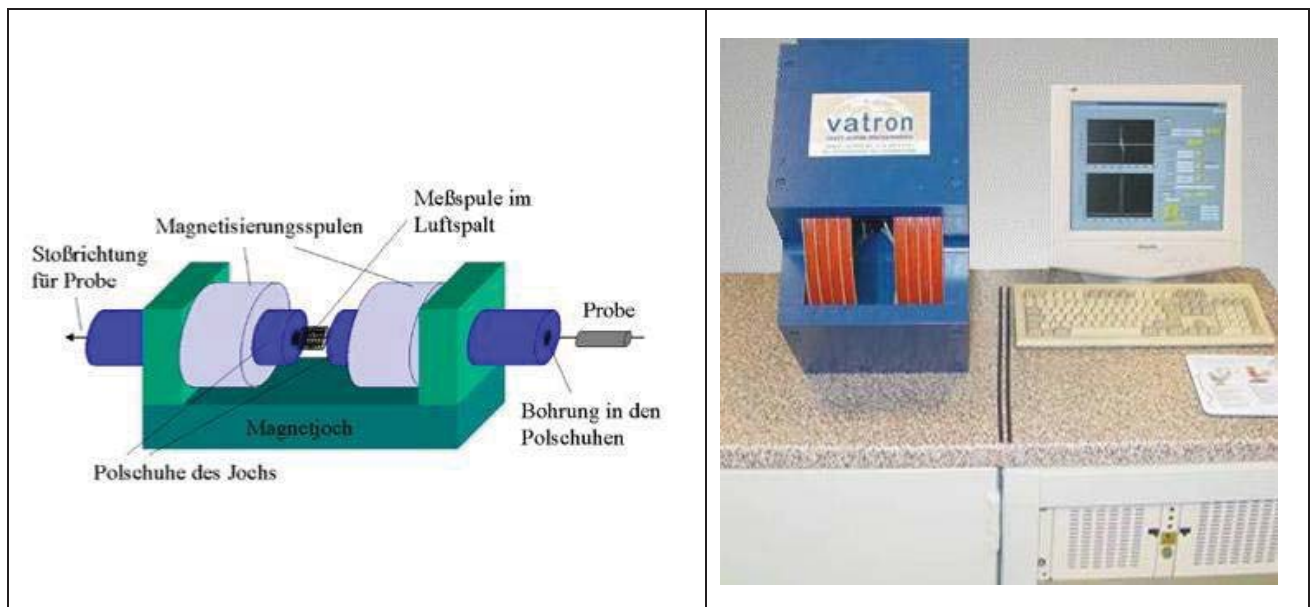 Meßspule im
Luftspalt
Magnetisierungsspulen
Stoßrichtung
für Probe
Probe
Magnetjoch
Bohrung in den
Polschuhen
Polschuhe des Jochs
vatron